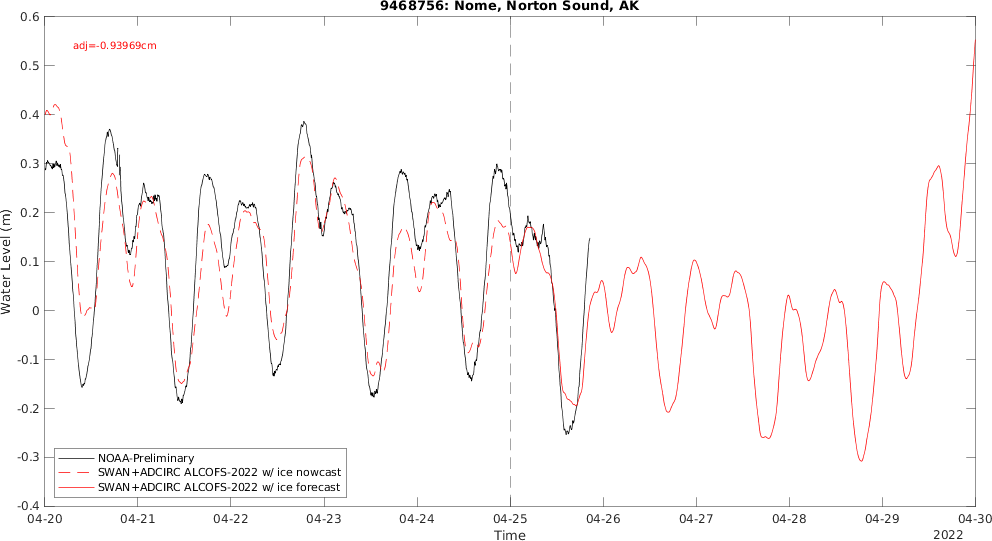 9468756: Nome, Norton Sound, AK
adj=-0.93969cm
Water Level (m)
0.6
0.5
0.4
0.3
0.2
0.1
0
-0.1
-0.2
-0.3
-0.4
NOAA-Preliminary
SWAN+ADCIRC ALCOFS-2022 w/ ice nowcast
SWAN+ADCIRC ALCOFS-2022 w/ ice forecast
04-20 04-21 04-22 04-23 04-24 04-25 04-26 04-27 04-28 04-29 04-30
Time
2022